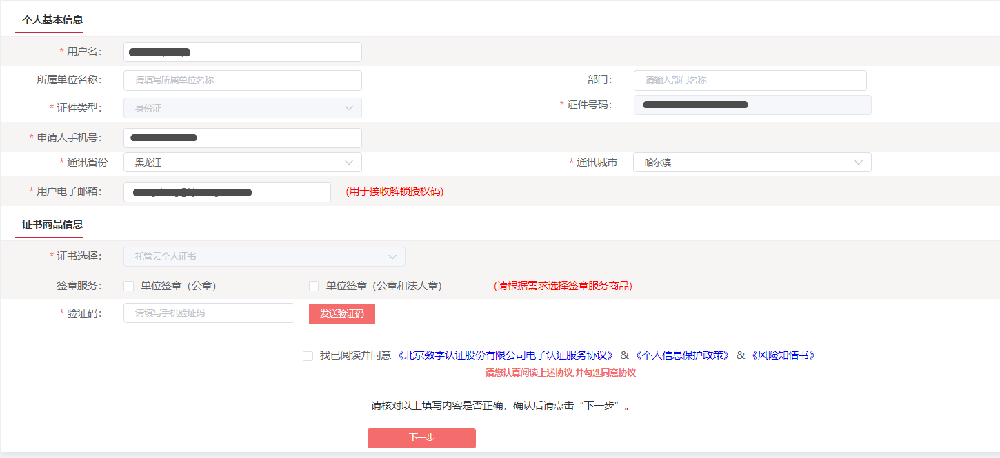 个人基本信息
* 用户名：
所属单位名称： 请填写所属单位名称 部门： 请输入部门名称
* 证件类型： 身份证 * 证件号码：
* 申请人手机号：
* 通讯省份 黑龙江 * 通讯城市 哈尔滨
* 用户电子邮箱： (用于接收解锁授权码)
证书商品信息
* 证书选择： 托管云个人证书
签章服务： 单位签章（公章） 单位签章（公章和法人章） (请根据需求选择签章服务商品)
* 验证码： 请填写手机验证码 发送验证码
我已阅读并同意 《北京数字认证股份有限公司电子认证服务协议》 & 《个人信息保护政策》 & 《风险知情书》
请您认真阅读上述协议,并勾选同意协议
请核对以上填写内容是否正确，确认后请点击“下一步”。
下一步